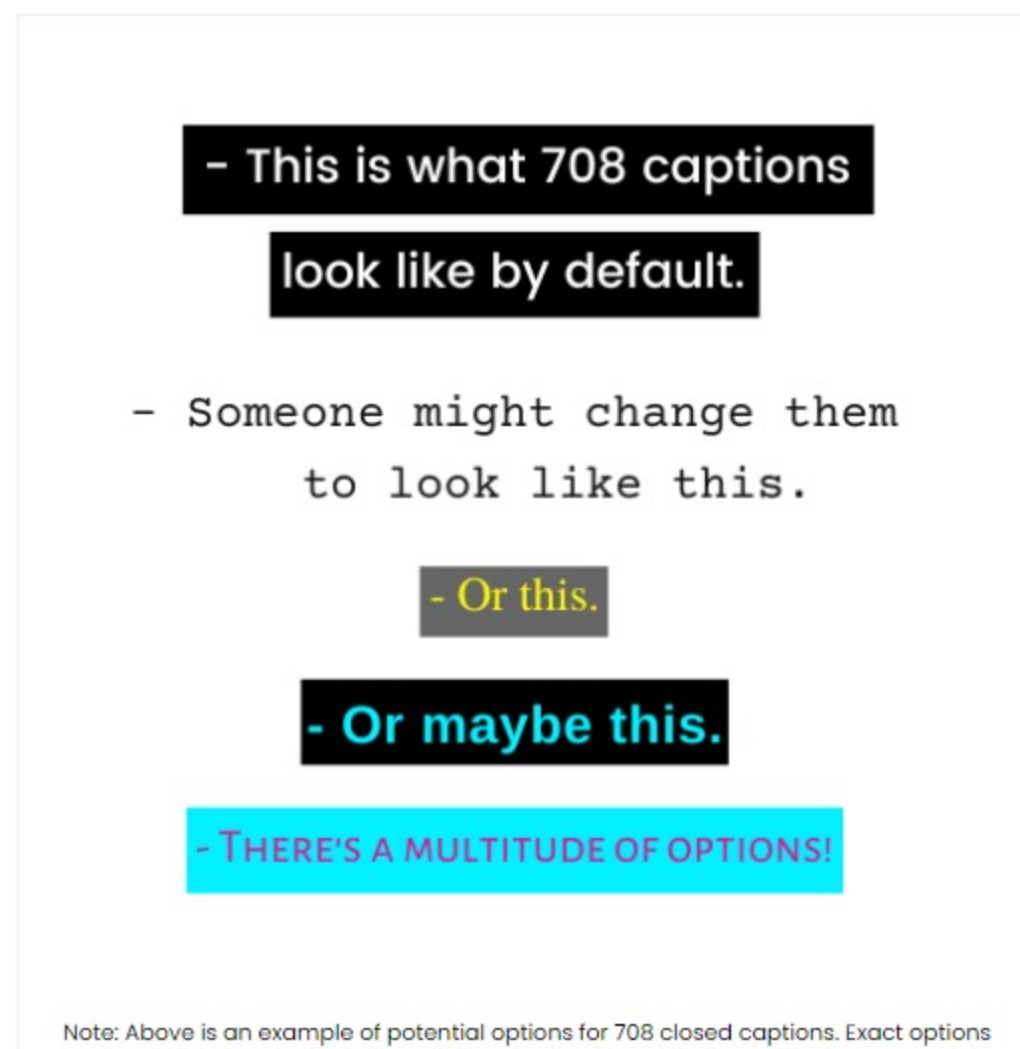 - This is what 708 captions
look like by default.
- Someone might change them
to look like this.
- Or this.
- Or maybe this.
- THERE'S A MULTITUDE OF OPTIONS!
Note: Above is an example of potential options for 708 closed captions. Exact options